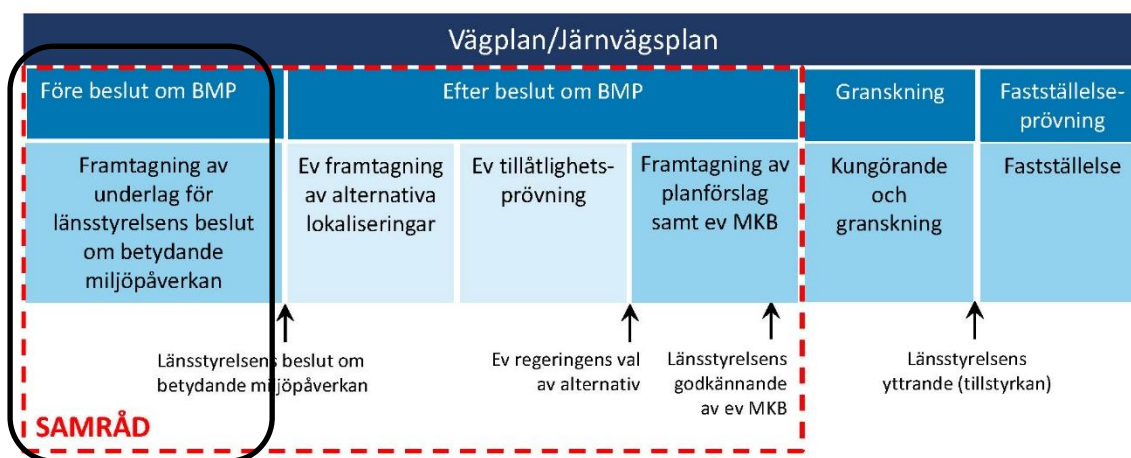 Vägplan/Järnvägsplan
Före beslut om BMP
Efter beslut om BMP
Granskning
Fastställelse-
prövning
Framtagning av
underlag för
länsstyrelsens beslut
om betydande
miljöpåverkan
Ev framtagning
av alternativa
lokaliseringar
Ev tillåtlighets-
prövning
Framtagning av
planförslag
samt ev MKB
Kungörande
och
granskning
Fastställelse
Länsstyrelsens beslut om
betydande miljöpåverkan
Ev regeringens val
av alternativ
Länsstyrelsens
godkännande
av ev MKB
Länsstyrelsens
yttrande (tillstyrkan)
SAMRÅD